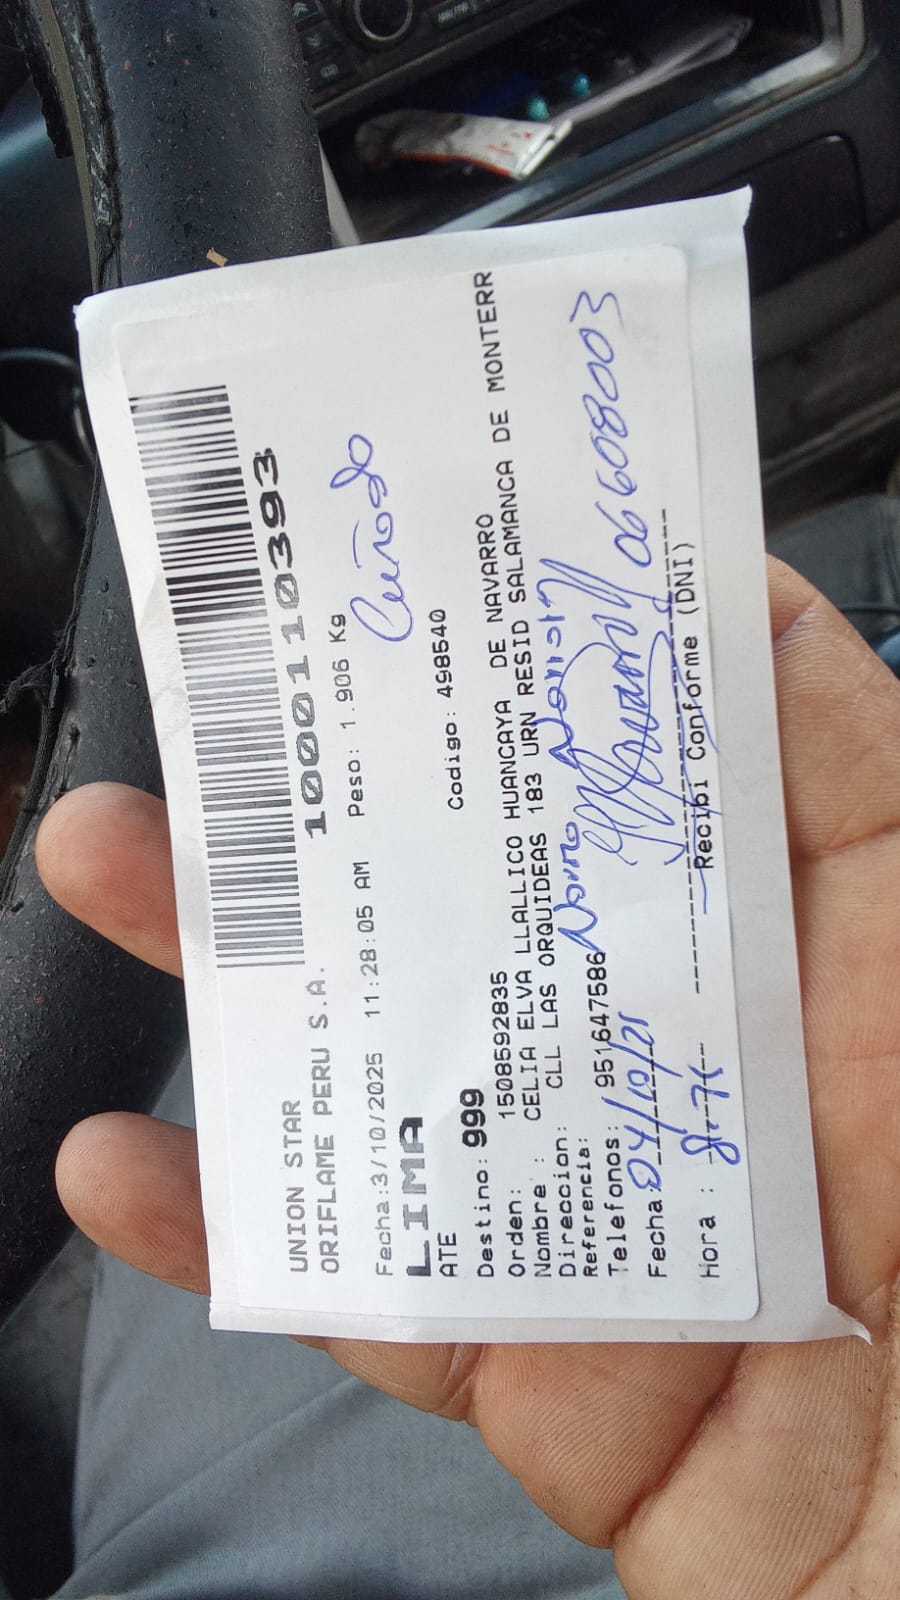 10001110393
UNION STAR
ORIFLAME PERU S.A.
Fecha:3/10/2025 11:28:05 AM Peso: 1.906 Kg
LIMA
Cuñado
ATE
Codigo: 498540
Destino: 999
Orden: 1508592835
Nombre : CELIA ELVA LLALLICO HUANCAYA DE NAVARRO
Direccion: CLL LAS ORQUIDEAS 183 URN RESID SALAMANCA DE MONTERR
Referencia:
Telefonos: 951647586
Fecha:04/10/25
06608003
Hora :
Recibi Conforme (DNI)